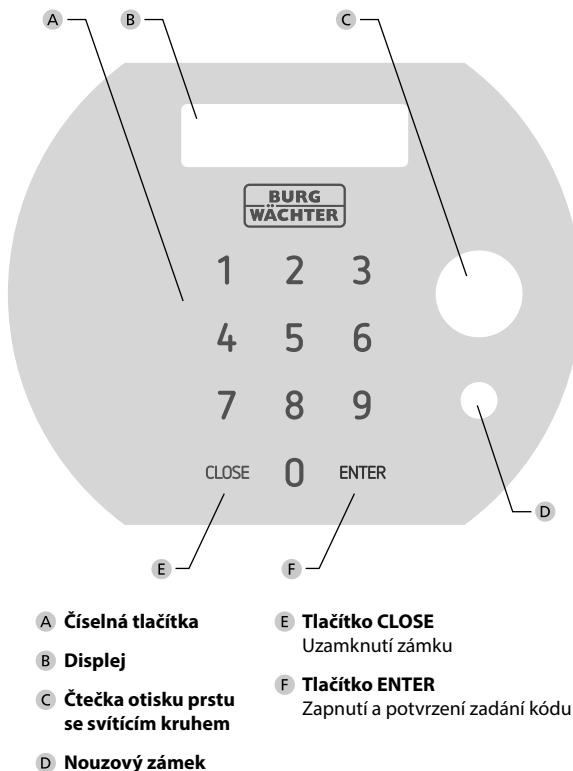 A B C
BURG
WÄCHTER
1 2 3
4 5 6
7 8 9
CLOSE 0 ENTER
D
E F
A Číselná tlačítka
B Displej
C Čtečka otisku prstu
se svítícím kruhem
D Nouzový zámek
E Tlačítko CLOSE
Uzamknutí zámku
F Tlačítko ENTER
Zapnutí a potvrzení zadání kódu